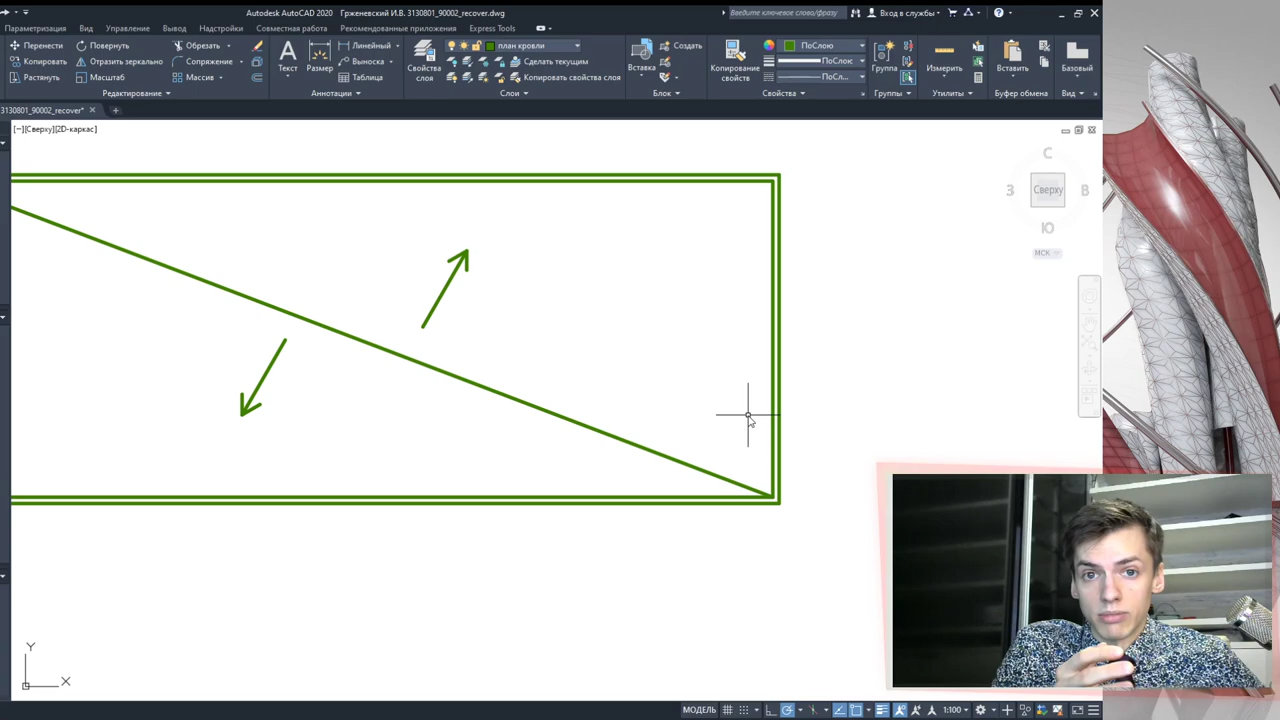 Autodesk AutoCAD 2020 Грженевский И.В. 3130801_90002_recover.dwg
Введите ключевое слово/фразу
Вход в службы
Параметризация Вид Управление Вывод Надстройки Совместная работа Рекомендованные приложения Express Tools
Перенести Повернуть Обрезать
Копировать Отразить зеркально Сопряжение
Растянуть Масштаб Массив
Редактирование
Текст
Размер
Линейный
Выноска
Таблица
Аннотации
Свойства слоя
план кровли
Сделать текущим
Копировать свойства слоя
Слои
Вставка
Создать
Блок
Копирование свойств
ПоСлою
ПоСлою
ПоСл...
Свойства
Группа
Группы
Измерить
Утилиты
Вставить
Буфер обмена
Базовый
Вид
3130801_90002_recover*
[−][Сверху][2D-каркас]
С
З Сверху В
Ю
МСК
Y
X
МОДЕЛЬ
1:100